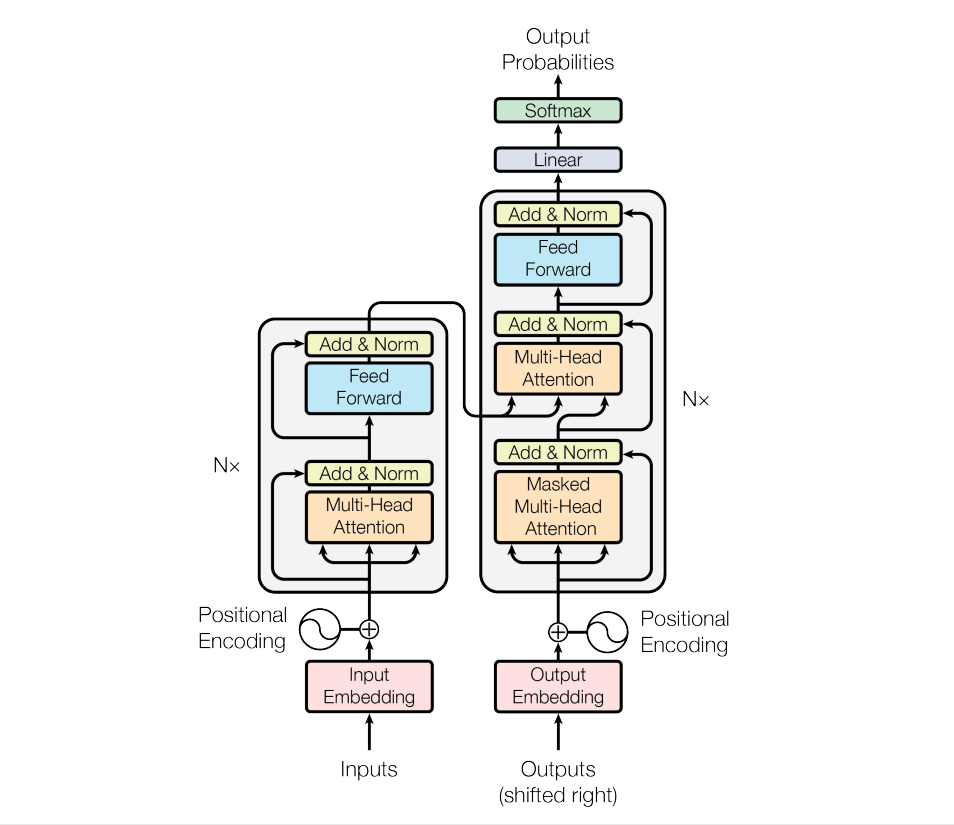 Output
Probabilities
Softmax
Linear
Add & Norm
Feed
Forward
Add & Norm
Multi-Head
Attention
Add & Norm
Masked
Multi-Head
Attention
Nx
Add & Norm
Feed
Forward
Add & Norm
Multi-Head
Attention
Nx
Positional
Encoding
Positional
Encoding
Input
Embedding
Output
Embedding
Inputs
Outputs
(shifted right)